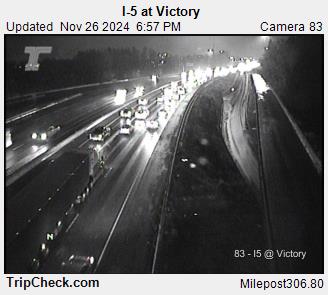 I-5 at Victory
Updated Nov 26 2024 6:57 PM Camera 83
T
83 - I5 @ Victory
TripCheck.com Milepost306.80